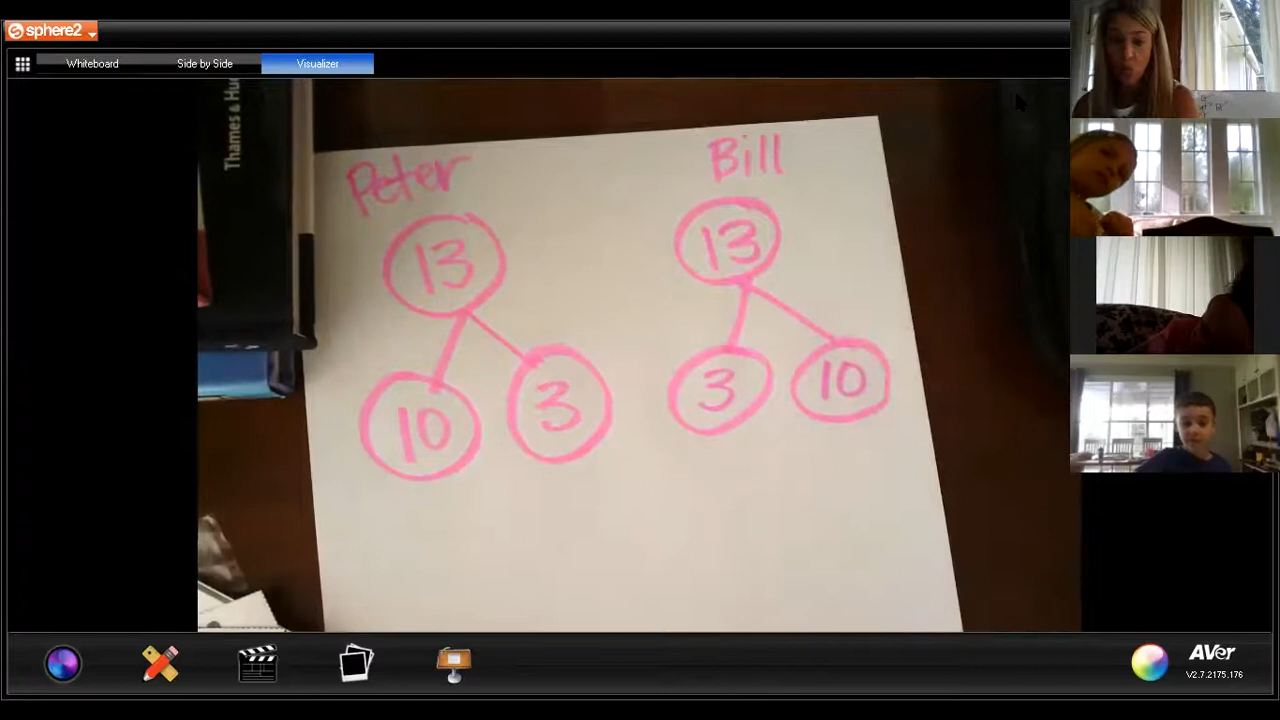 sphere2
Whiteboard
Side by Side
Visualizer
Thames & Hu
Peter
Bill
13
13
10
3
3
10
AVer
V2.7.2175.176